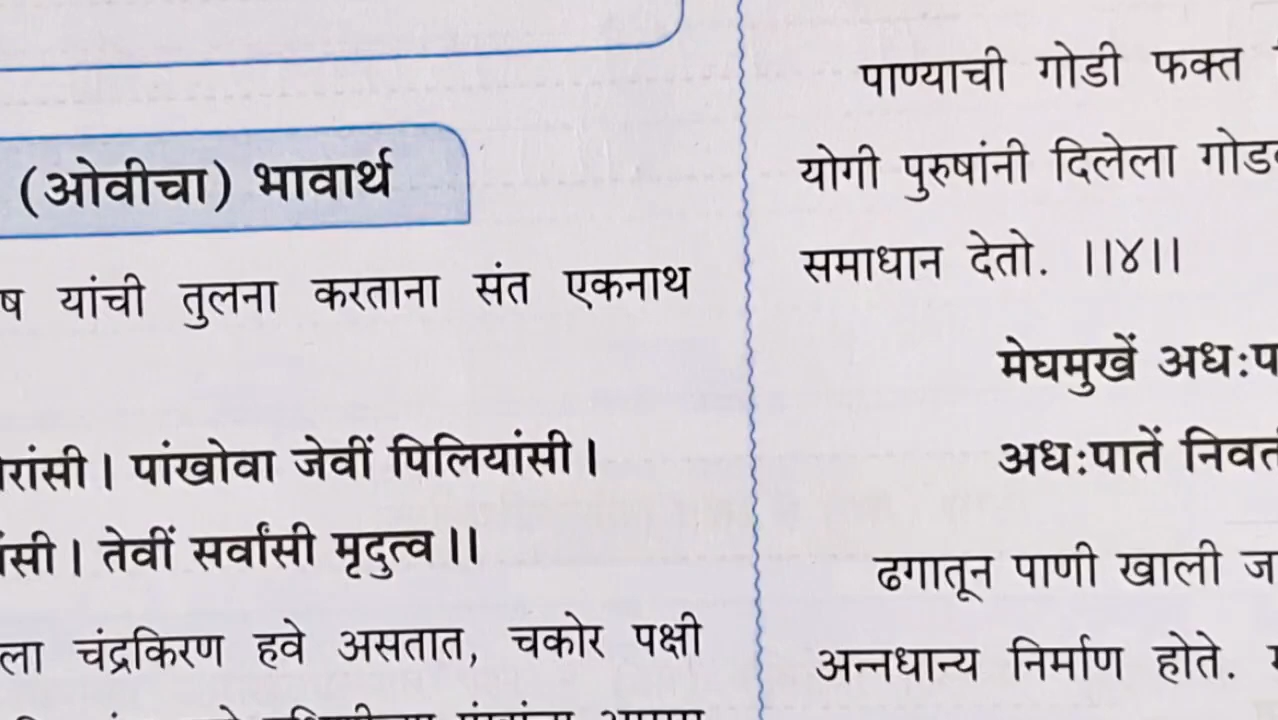 (ओवीचा) भावार्थ
ष यांची तुलना करताना संत एकनाथ
रांसी। पांखोवा जेवीं पिलियांसी।
सी। तेवीं सर्वांसी मृदुत्व।।
ला चंद्रकिरण हवे असतात, चकोर पक्षी
पाण्याची गोडी फक्त
योगी पुरुषांनी दिलेला गोड
समाधान देतो. ।।४।।
मेघमुखें अध:प
अध:पातें निवत
ढगातून पाणी खाली ज
अन्नधान्य निर्माण होते.